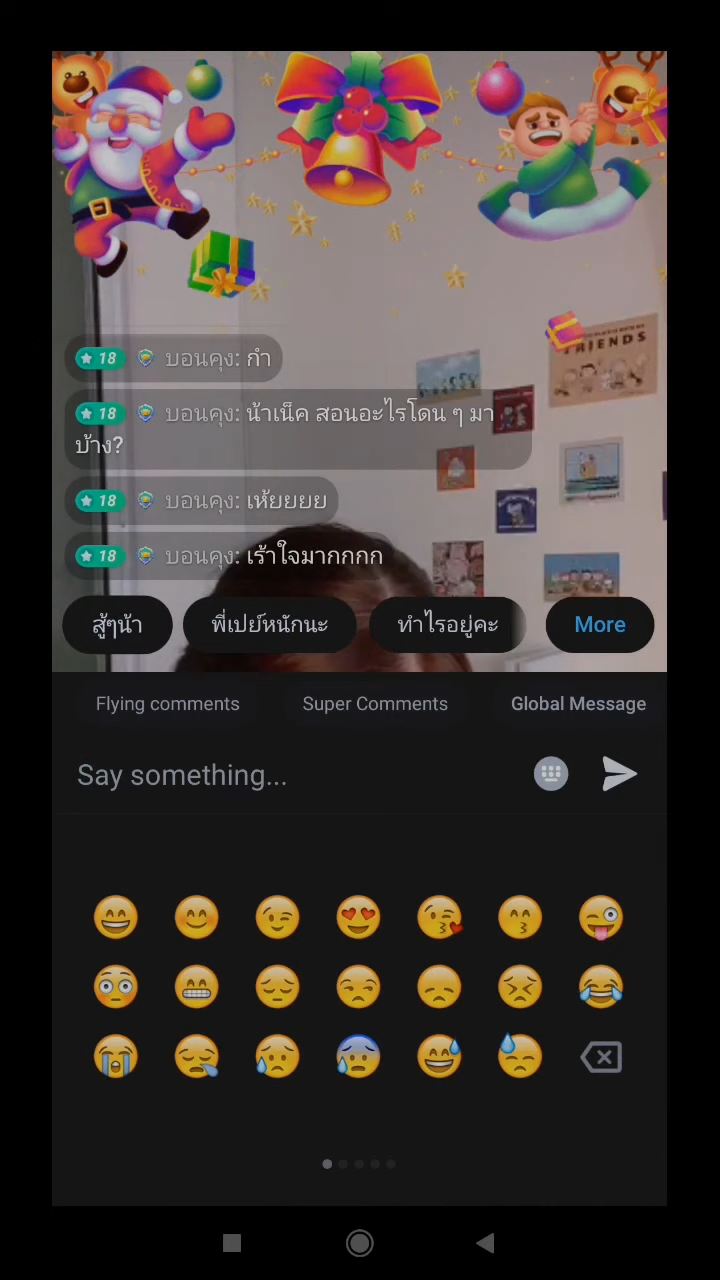 FRIENDS
18 บอนคุง: กำ
18 บอนคุง: น้าเน็ค สอนอะไรโดน ๆ มา
บ้าง?
18 บอนคุง: เห้ยยยย
18 บอนคุง: เร้าใจมากกกก
สู้ๆน้า
พี่เปย์หนักนะ
ทำไรอยู่คะ
More
Flying comments
Super Comments
Global Message
Say something...